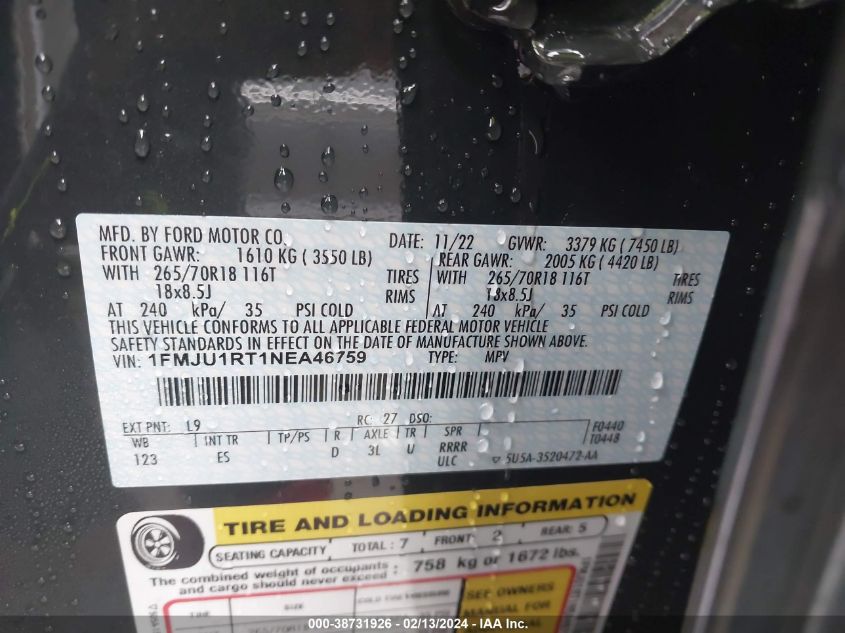 MFD. BY FORD MOTOR CO.
DATE: 11/22 GVWR: 3379 KG ( 7450 LB)
FRONT GAWR: 1610 KG ( 3550 LB) REAR GAWR: 2005 KG ( 4420 LB)
WITH 265/70R18 116T TIRES WITH 265/70R18 116T TIRES
18x8.5J RIMS 18x8.5J RIMS
AT 240 kPa/ 35 PSI COLD AT 240 kPa/ 35 PSI COLD
THIS VEHICLE CONFORMS TO ALL APPLICABLE FEDERAL MOTOR VEHICLE
SAFETY STANDARDS IN EFFECT ON THE DATE OF MANUFACTURE SHOWN ABOVE.
VIN: 1FMJU1RT1NEA46759 TYPE: MPV
EXT PNT: L9 RC: 27 DSO: F0440
WB INT TR TP/PS R AXLE TR SPR T0448
123 ES D 3L U RRRR
ULC 5U5A-3520472-AA
TIRE AND LOADING INFORMATION
SEATING CAPACITY TOTAL: 7 FRONT: 2 REAR: 5
The combined weight of occupants
and cargo should never exceed : 758 kg or 1672 lbs.
TIRE SIZE COLD TIRE PRESSURE SEE OWNERS
MANUAL FOR
000-38731926 - 02/13/2024 - IAA Inc.